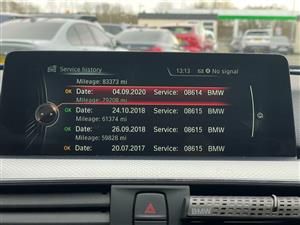 Service history 13:13 No signal
Mileage: 83373 mi
OK Date: 04.09.2020 Service: 08614 BMW
Mileage: 79208 mi
OK Date: 24.10.2018 Service: 08615 BMW
Mileage: 61374 mi
OK Date: 26.09.2018 Service: 08615 BMW
Mileage: 59828 mi
OK Date: 20.07.2017 Service: 08615 BMW
BMW